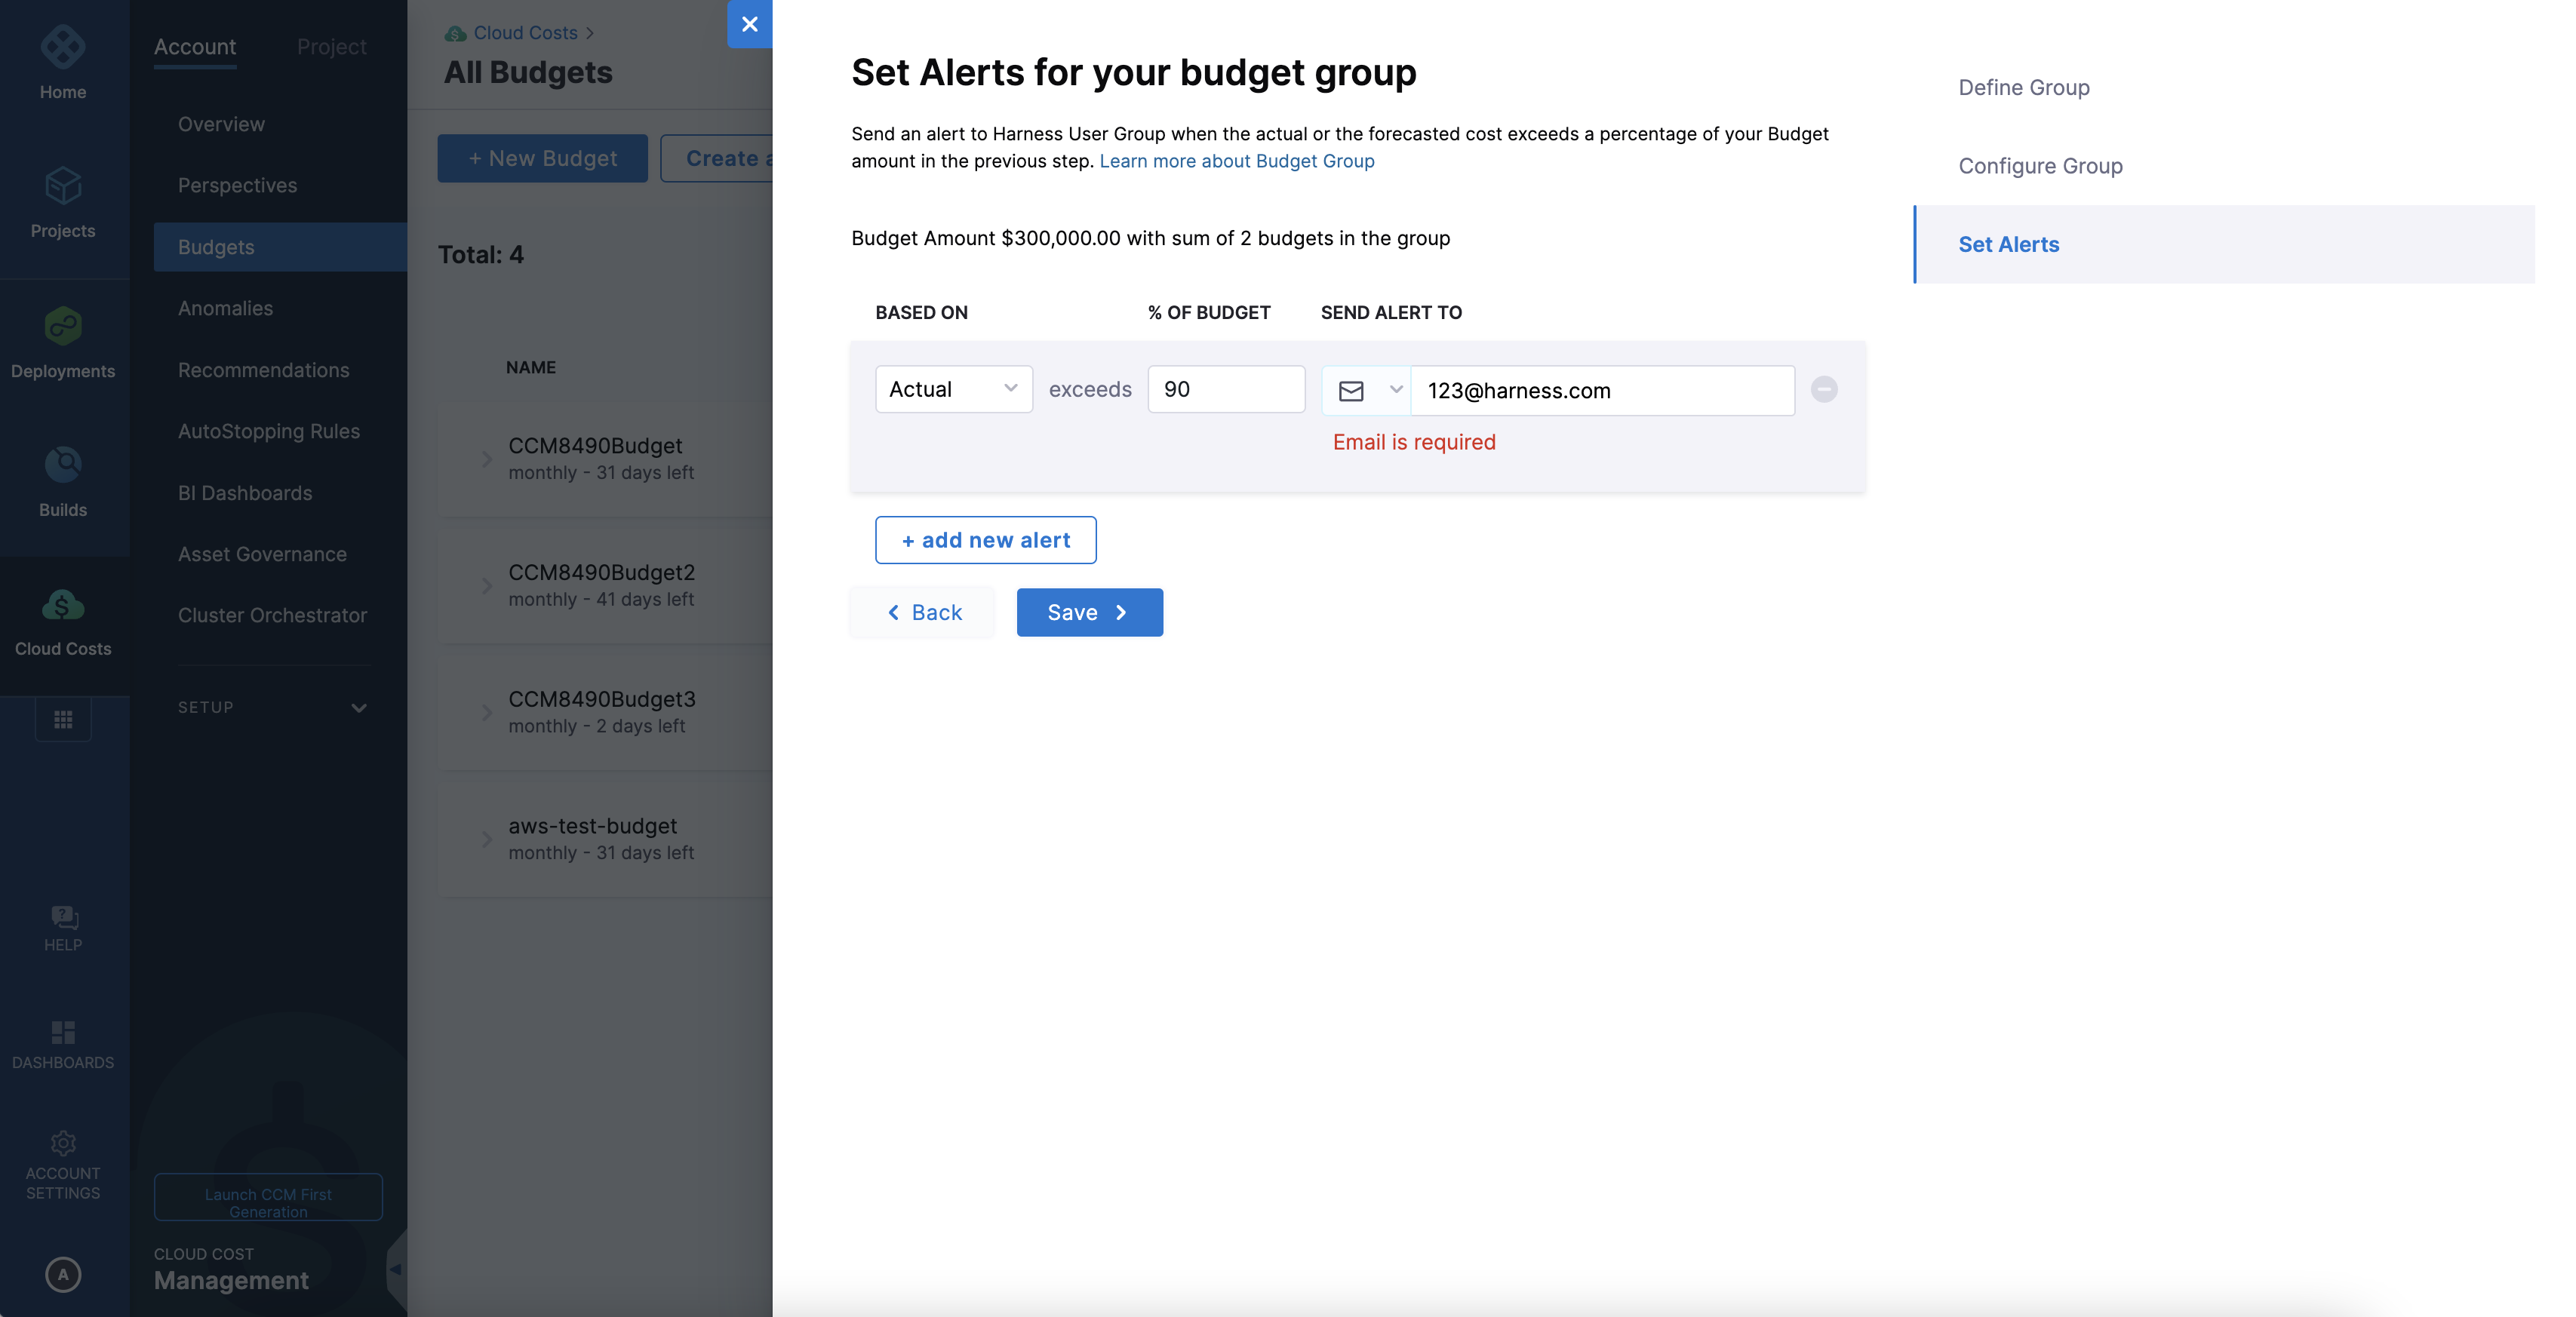 Home
Projects
Deployments
Builds
Cloud Costs
HELP
DASHBOARDS
ACCOUNT
SETTINGS
A
Account
Project
Overview
Perspectives
Budgets
Anomalies
Recommendations
AutoStopping Rules
BI Dashboards
Asset Governance
Cluster Orchestrator
SETUP
Launch CCM First
Generation
CLOUD COST
Management
Cloud Costs >
All Budgets
+ New Budget
Create a
Total: 4
NAME
CCM8490Budget
monthly - 31 days left
CCM8490Budget2
monthly - 41 days left
CCM8490Budget3
monthly - 2 days left
aws-test-budget
monthly - 31 days left
Set Alerts for your budget group
Send an alert to Harness User Group when the actual or the forecasted cost exceeds a percentage of your Budget
amount in the previous step. Learn more about Budget Group
Budget Amount $300,000.00 with sum of 2 budgets in the group
BASED ON % OF BUDGET SEND ALERT TO
Actual exceeds 90 123@harness.com
Email is required
+ add new alert
Back
Save
Define Group
Configure Group
Set Alerts